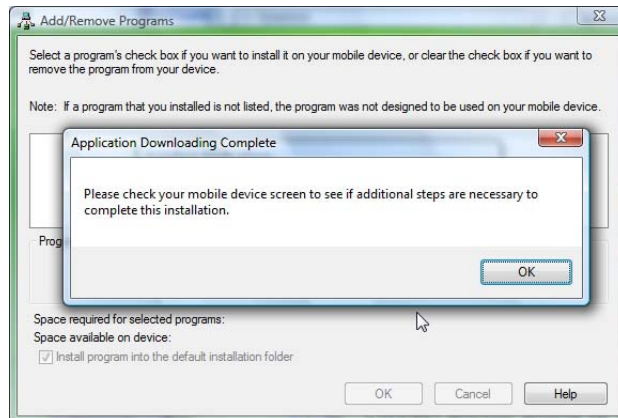 Add/Remove Programs
Select a program's check box if you want to install it on your mobile device, or clear the check box if you want to
remove the program from your device.
Note: If a program that you installed is not listed, the program was not designed to be used on your mobile device.
Application Downloading Complete
Please check your mobile device screen to see if additional steps are necessary to
complete this installation.
OK
Space required for selected programs:
Space available on device:
Install program into the default installation folder
OK Cancel Help